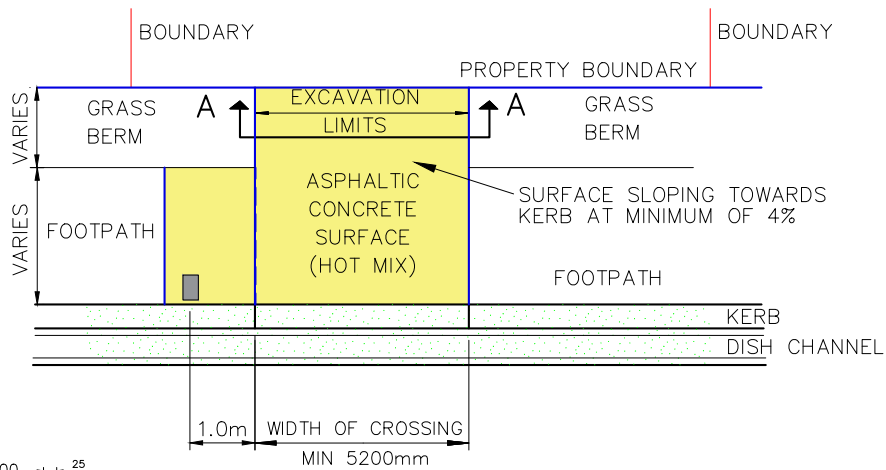 BOUNDARY
BOUNDARY
PROPERTY BOUNDARY
VARIES
GRASS
BERM
A
EXCAVATION
LIMITS
A
GRASS
BERM
VARIES
FOOTPATH
ASPHALTIC
CONCRETE
SURFACE
(HOT MIX)
SURFACE SLOPING TOWARDS
KERB AT MINIMUM OF 4%
FOOTPATH
KERB
DISH CHANNEL
1.0m
WIDTH OF CROSSING
MIN 5200mm
25